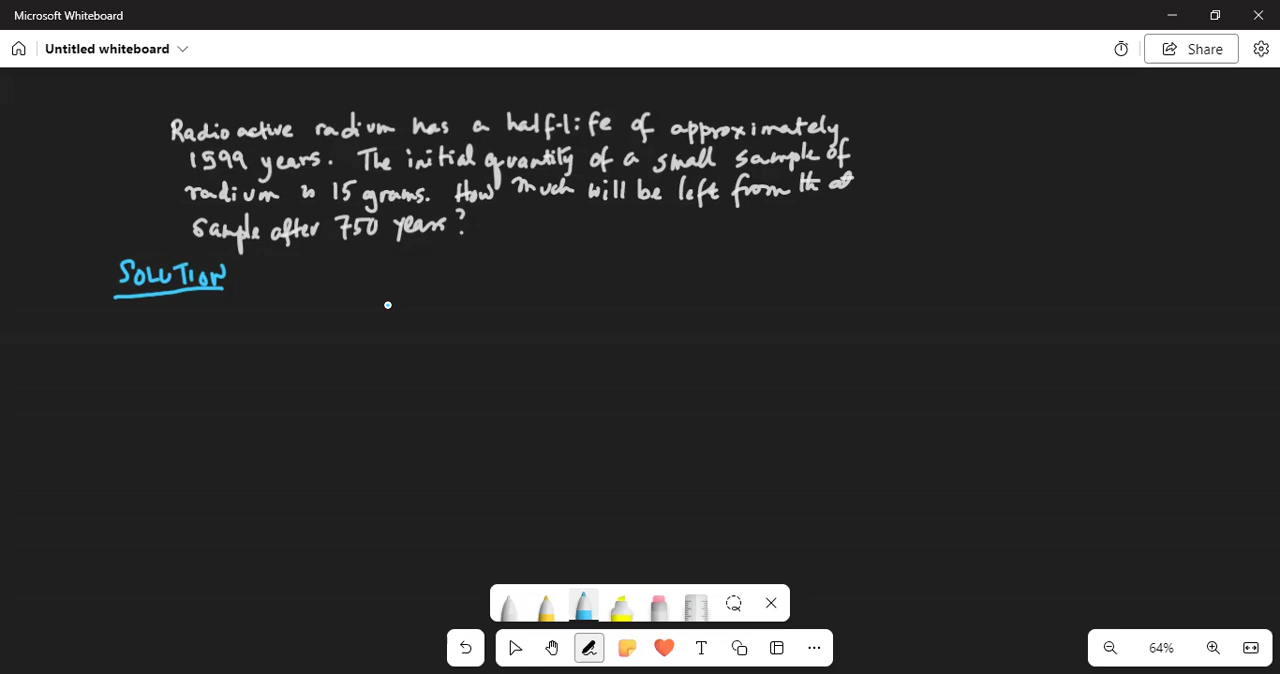 Microsoft Whiteboard
Untitled whiteboard
Share
Radioactive radium has a half-life of approximately
1599 years. The initial quantity of a small sample of
radium is 15 grams. How much will be left from that
sample after 750 years?
SOLUTION
64%